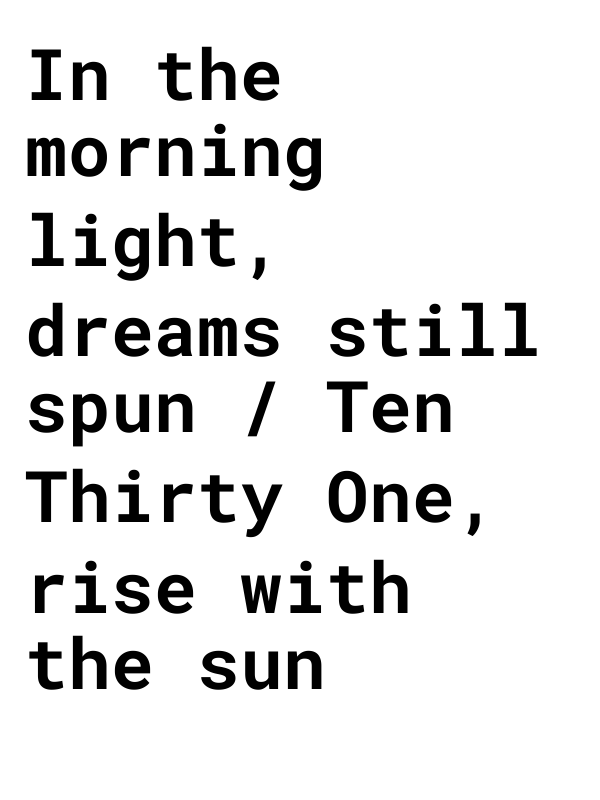 In the
morning
light,
dreams still
spun / Ten
Thirty One,
rise with
the sun